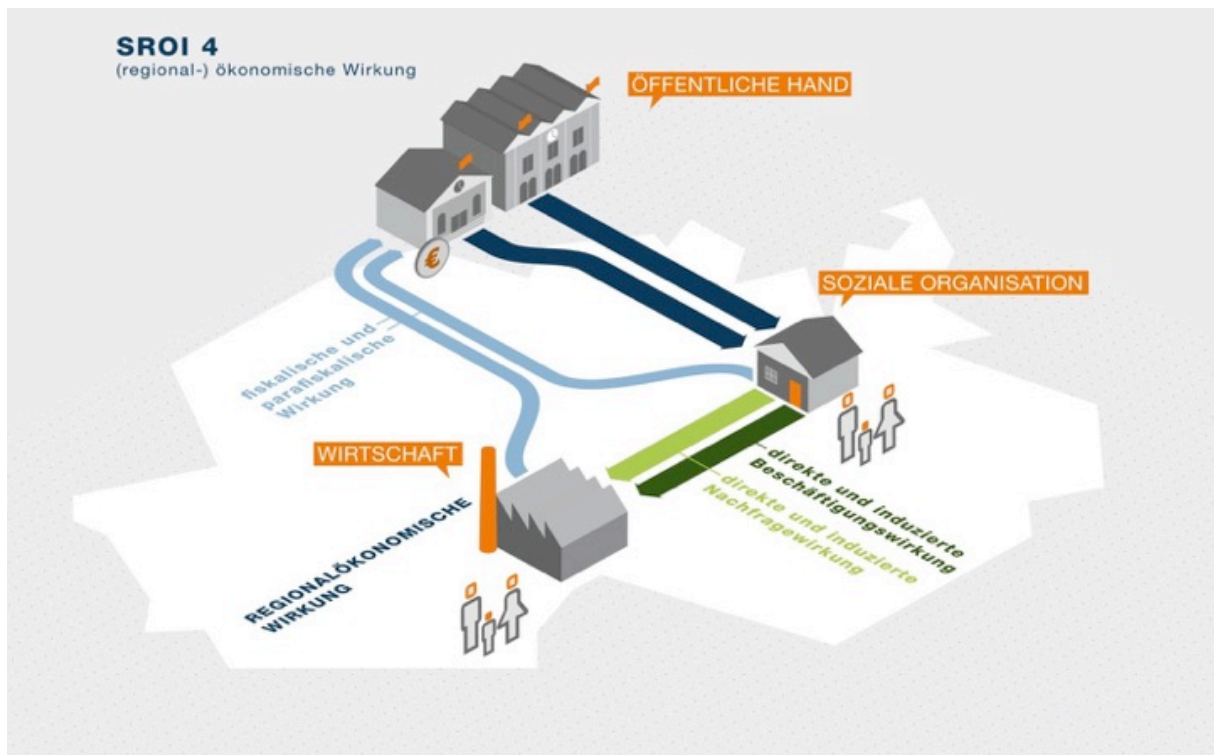 SROI 4
(regional-) ökonomische Wirkung
ÖFFENTLICHE HAND
SOZIALE ORGANISATION
fiskalische und
parafiskalische
Wirkung
WIRTSCHAFT
REGIONALÖKONOMISCHE
WIRKUNG
direkte und induzierte
Beschäftigungswirkung
direkte und induzierte
Nachfragewirkung
€